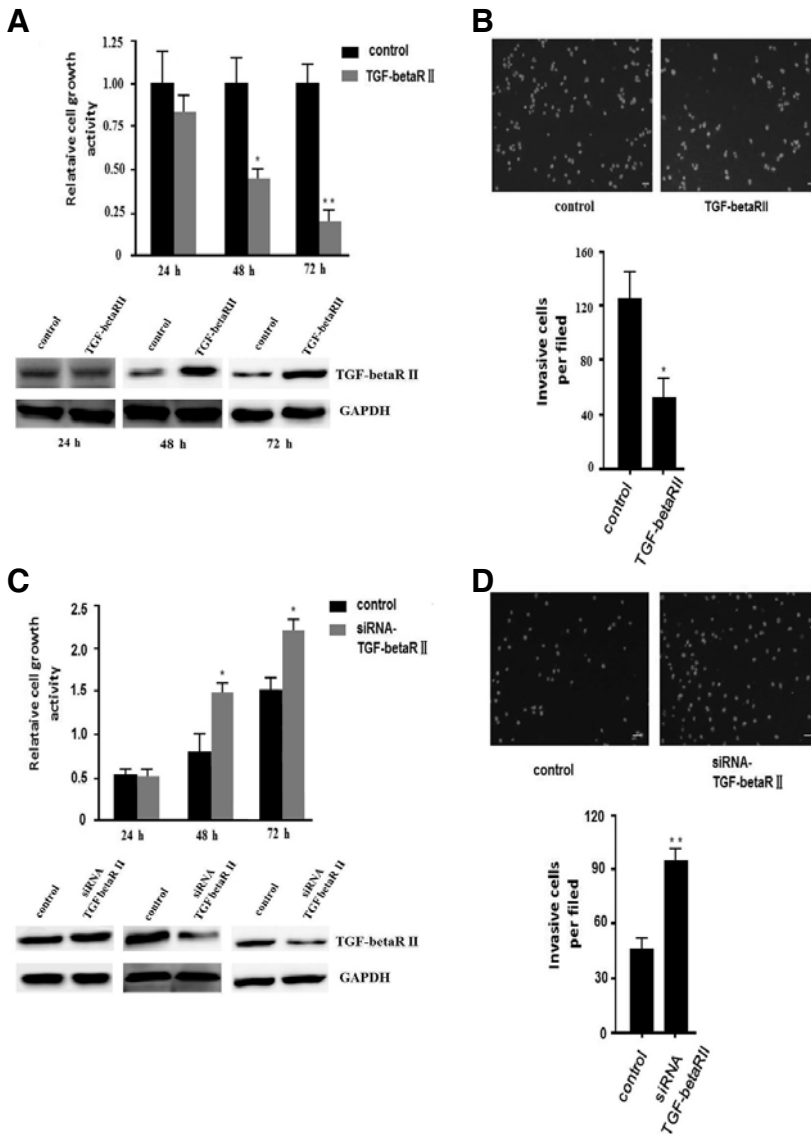 A
1.25
1.00
0.75
0.50
0.25
0
Relataive cell growth
activity
control
TGF-betaR Ⅱ
*
**
24 h
48 h
72 h
control
TGF-betaRII
control
TGF-betaRII
control
TGF-betaRII
TGF-betaR Ⅱ
GAPDH
24 h
48 h
72 h
B
control
TGF-betaRII
160
120
80
40
0
Invasive cells
per filed
*
control
TGF-betaRII
C
2.5
2.0
1.5
1.0
0.5
0
Relataive cell growth
activity
control
siRNA-
TGF-betaR Ⅱ
*
*
24 h
48 h
72 h
control
siRNA
TGFbetaR II
control
siRNA
TGFbetaR II
control
siRNA
TGFbetaR II
TGF-betaR Ⅱ
GAPDH
D
control
siRNA-
TGF-betaR Ⅱ
120
90
60
30
0
Invasive cells
per filed
**
control
siRNA
TGF-betaRII